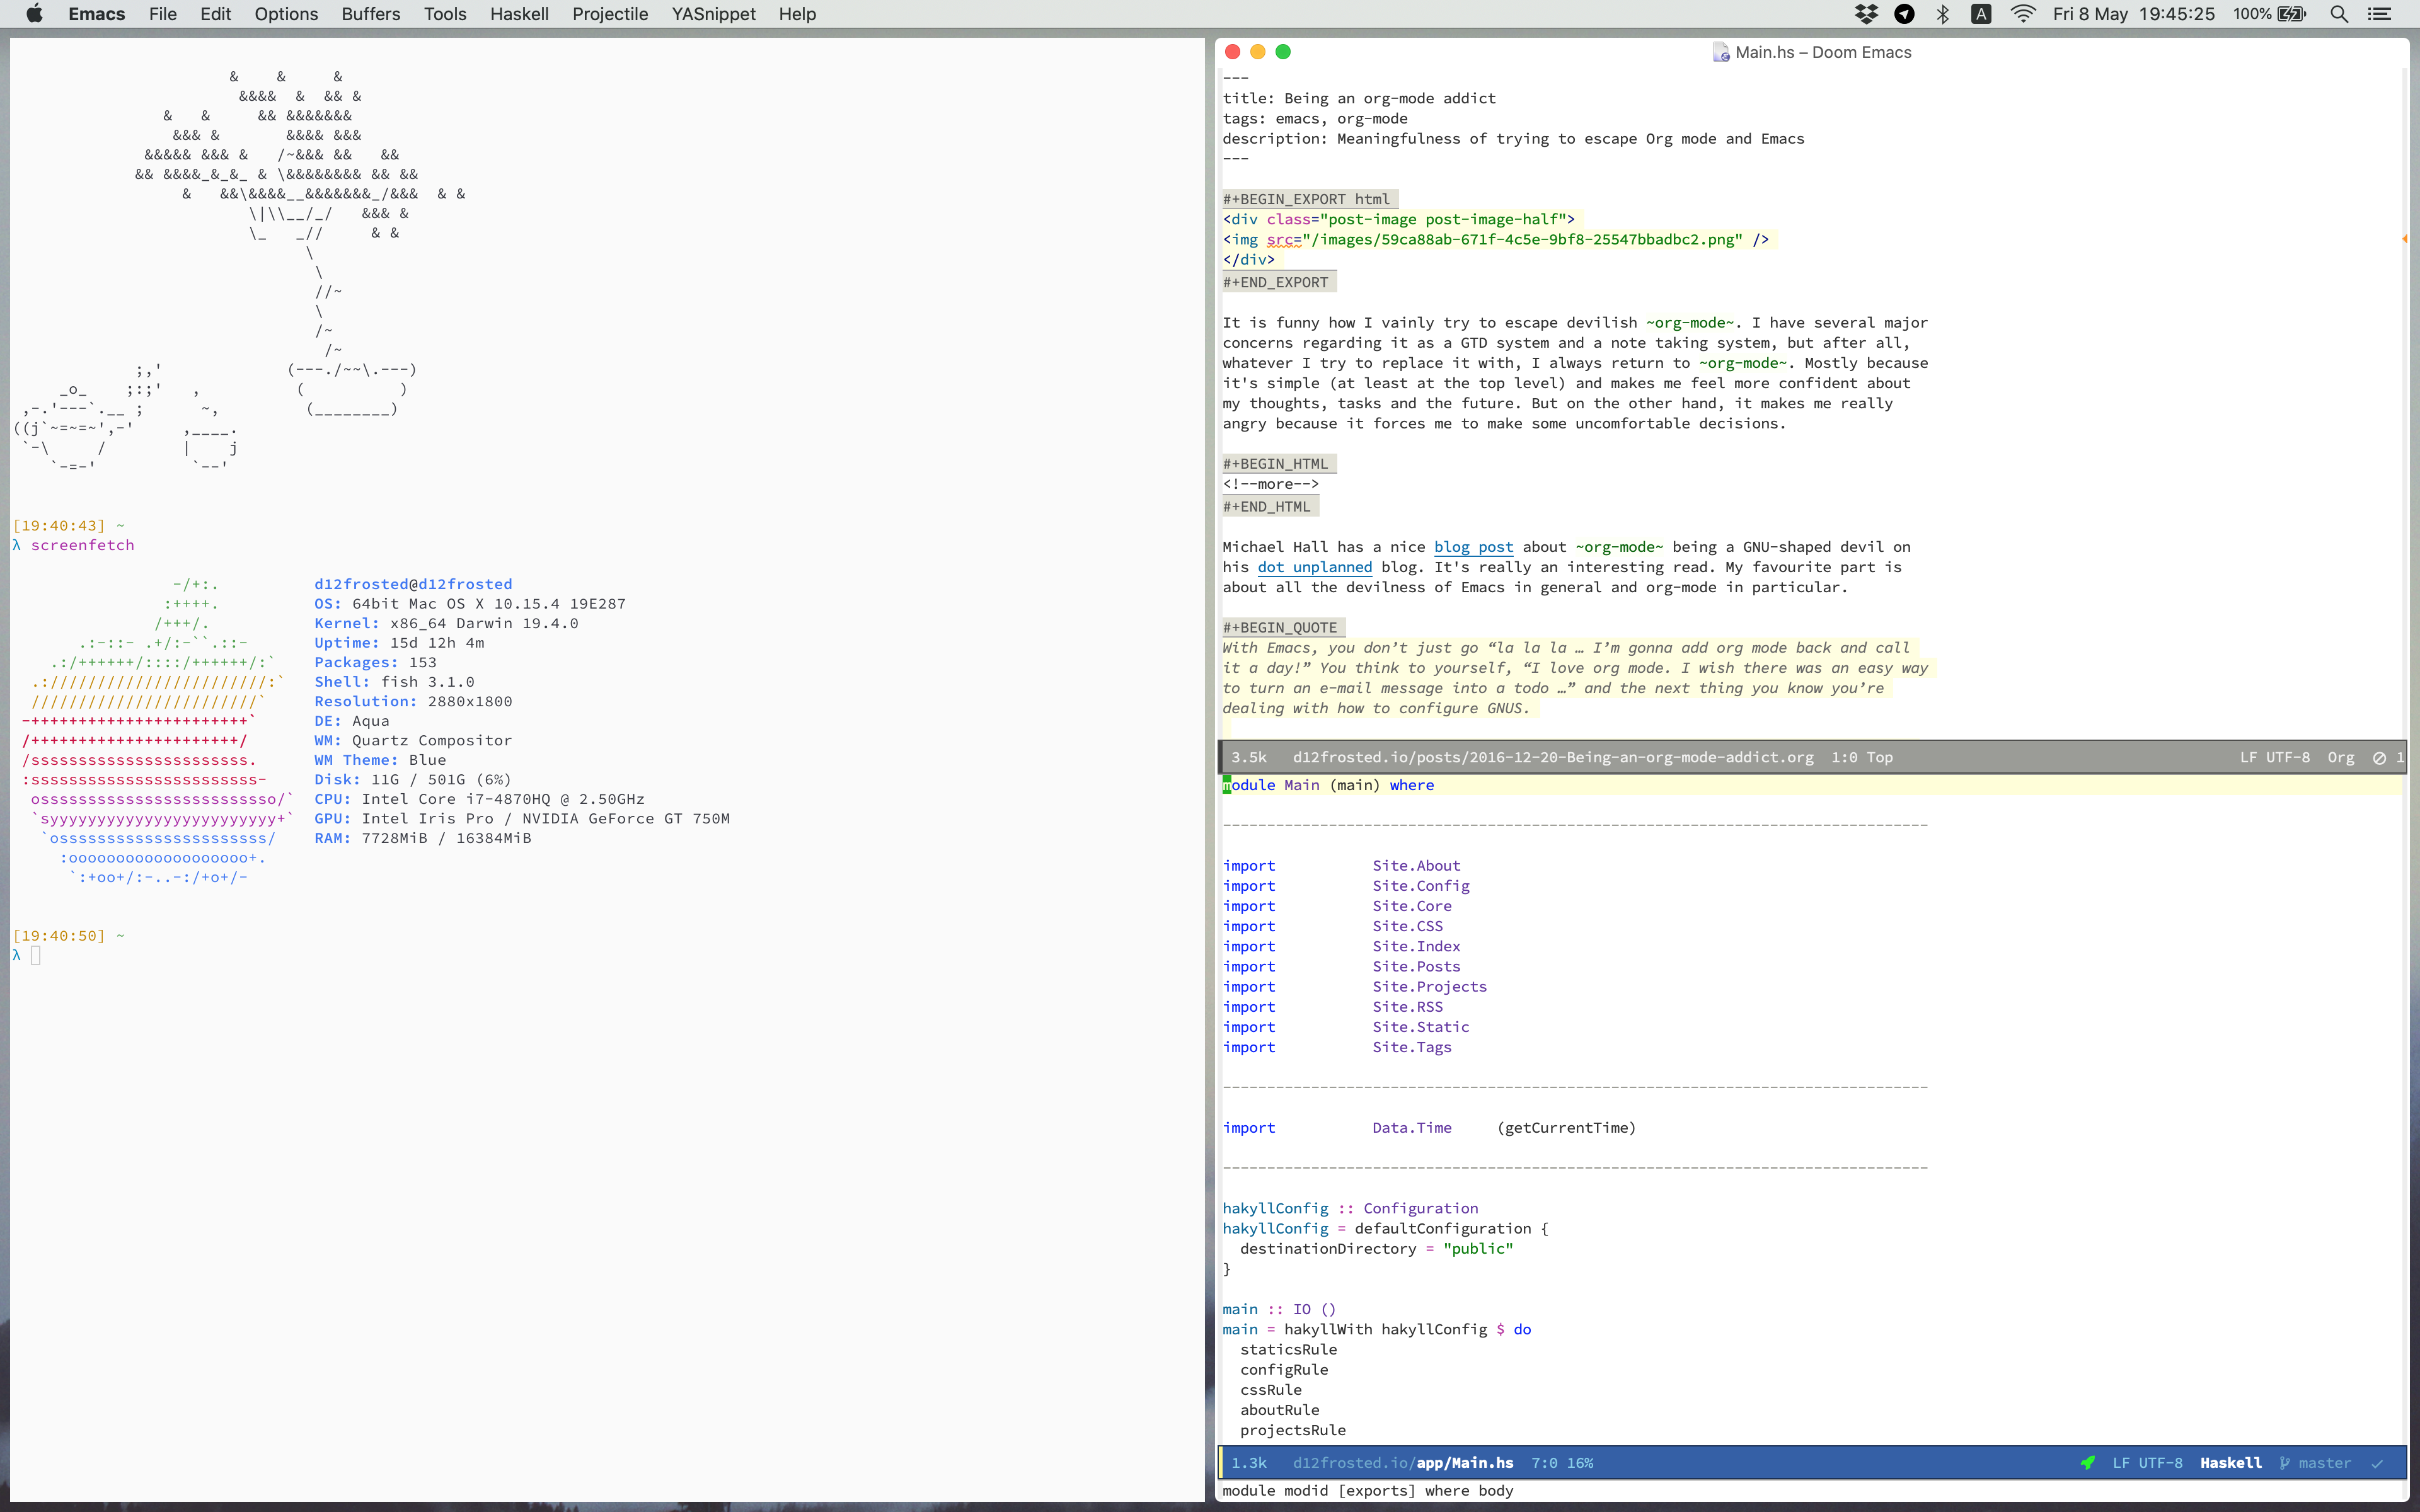 Emacs File Edit Options Buffers Tools Haskell Projectile YASnippet Help
A Fri 8 May 19:45:25 100%
&    &     &
&&&&  &  && &
&   &     && &&&&&&&
&&& &       &&&& &&&
&&&&& &&& &   /~&&& &&   &&
&& &&&&_&_&_ & \&&&&&&&& && &&
&   &&\&&&&__&&&&&&&_/&&&  & &
\|\\__/_/   &&& &
\_   _//     & &
\
\
//~
\
/~
/~
;,'             (---./~~\.---)
_o_    ;:;'   ,          (          )
,-.'---`.__ ;      ~,         (________)
((j`~=~=~',-'     ,____.
`-\     /        |    j
`-=-'          `--'
[19:40:43] ~
λ screenfetch
-/+:.          d12frosted@d12frosted
:++++.         OS: 64bit Mac OS X 10.15.4 19E287
/+++/.          Kernel: x86_64 Darwin 19.4.0
.:-::- .+/:-``.::-       Uptime: 15d 12h 4m
.:/++++++/::::/++++++/:`    Packages: 153
.:///////////////////////:`   Shell: fish 3.1.0
////////////////////////`     Resolution: 2880x1800
-+++++++++++++++++++++++`      DE: Aqua
/++++++++++++++++++++++/       WM: Quartz Compositor
/sssssssssssssssssssssss.      WM Theme: Blue
:ssssssssssssssssssssssss-     Disk: 11G / 501G (6%)
osssssssssssssssssssssssso/`  CPU: Intel Core i7-4870HQ @ 2.50GHz
`syyyyyyyyyyyyyyyyyyyyyyyy+`  GPU: Intel Iris Pro / NVIDIA GeForce GT 750M
`ossssssssssssssssssssss/    RAM: 7728MiB / 16384MiB
:ooooooooooooooooooo+.
`:+oo+/:-..-:/+o+/-
[19:40:50] ~
λ
Main.hs – Doom Emacs
---
title: Being an org-mode addict
tags: emacs, org-mode
description: Meaningfulness of trying to escape Org mode and Emacs
---
#+BEGIN_EXPORT html
<div class="post-image post-image-half">
<img src="/images/59ca88ab-671f-4c5e-9bf8-25547bbadbc2.png" />
</div>
#+END_EXPORT
It is funny how I vainly try to escape devilish ~org-mode~. I have several major
concerns regarding it as a GTD system and a note taking system, but after all,
whatever I try to replace it with, I always return to ~org-mode~. Mostly because
it's simple (at least at the top level) and makes me feel more confident about
my thoughts, tasks and the future. But on the other hand, it makes me really
angry because it forces me to make some uncomfortable decisions.
#+BEGIN_HTML
<!--more-->
#+END_HTML
Michael Hall has a nice blog post about ~org-mode~ being a GNU-shaped devil on
his dot unplanned blog. It's really an interesting read. My favourite part is
about all the devilness of Emacs in general and org-mode in particular.
#+BEGIN_QUOTE
With Emacs, you don’t just go “la la la … I’m gonna add org mode back and call
it a day!” You think to yourself, “I love org mode. I wish there was an easy way
to turn an e-mail message into a todo …” and the next thing you know you’re
dealing with how to configure GNUS.
3.5k d12frosted.io/posts/2016-12-20-Being-an-org-mode-addict.org 1:0 Top LF UTF-8 Org 1
module Main (main) where
--------------------------------------------------------------------------------
import Site.About
import Site.Config
import Site.Core
import Site.CSS
import Site.Index
import Site.Posts
import Site.Projects
import Site.RSS
import Site.Static
import Site.Tags
--------------------------------------------------------------------------------
import Data.Time (getCurrentTime)
--------------------------------------------------------------------------------
hakyllConfig :: Configuration
hakyllConfig = defaultConfiguration {
destinationDirectory = "public"
}
main :: IO ()
main = hakyllWith hakyllConfig $ do
staticsRule
configRule
cssRule
aboutRule
projectsRule
1.3k d12frosted.io/app/Main.hs 7:0 16% LF UTF-8 Haskell master
module modid [exports] where body